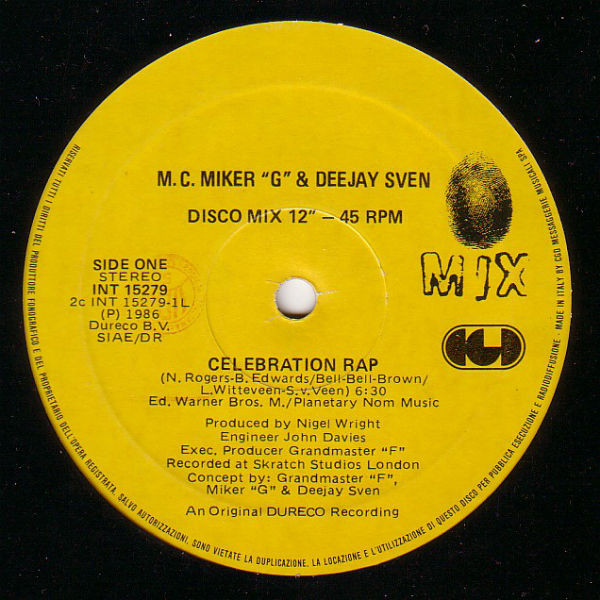 M.C. MIKER "G" & DEEJAY SVEN
DISCO MIX 12" — 45 RPM
MIX
SIDE ONE
STEREO
INT 15279
2c INT 15279-1L
(P) 1986
Dureco B.V.
SIAE/DR
CGD
CELEBRATION RAP
(N. Rogers-B. Edwards/Bell-Bell-Brown/
L.Witteveen-S.v.Veen) 6:30
Ed. Warner Bros. M./Planetary Nom Music
Produced by Nigel Wright
Engineer John Davies
Exec. Producer Grandmaster "F"
Recorded at Skratch Studios London
Concept by: Grandmaster "F",
Miker "G" & Deejay Sven
An Original DURECO Recording
RISERVATI TUTTI I DIRITTI DEL PRODUTTORE FONOGRAFICO E DEL PROPRIETARIO DELL'OPERA REGISTRATA. SALVO AUTORIZZAZIONI, SONO VIETATE LA DUPLICAZIONE, LA LOCAZIONE E L'UTILIZZAZIONE DI QUESTO DISCO PER PUBBLICA ESECUZIONE E RADIODIFFUSIONE - MADE IN ITALY BY CGD MESSAGGERIE MUSICALI SPA